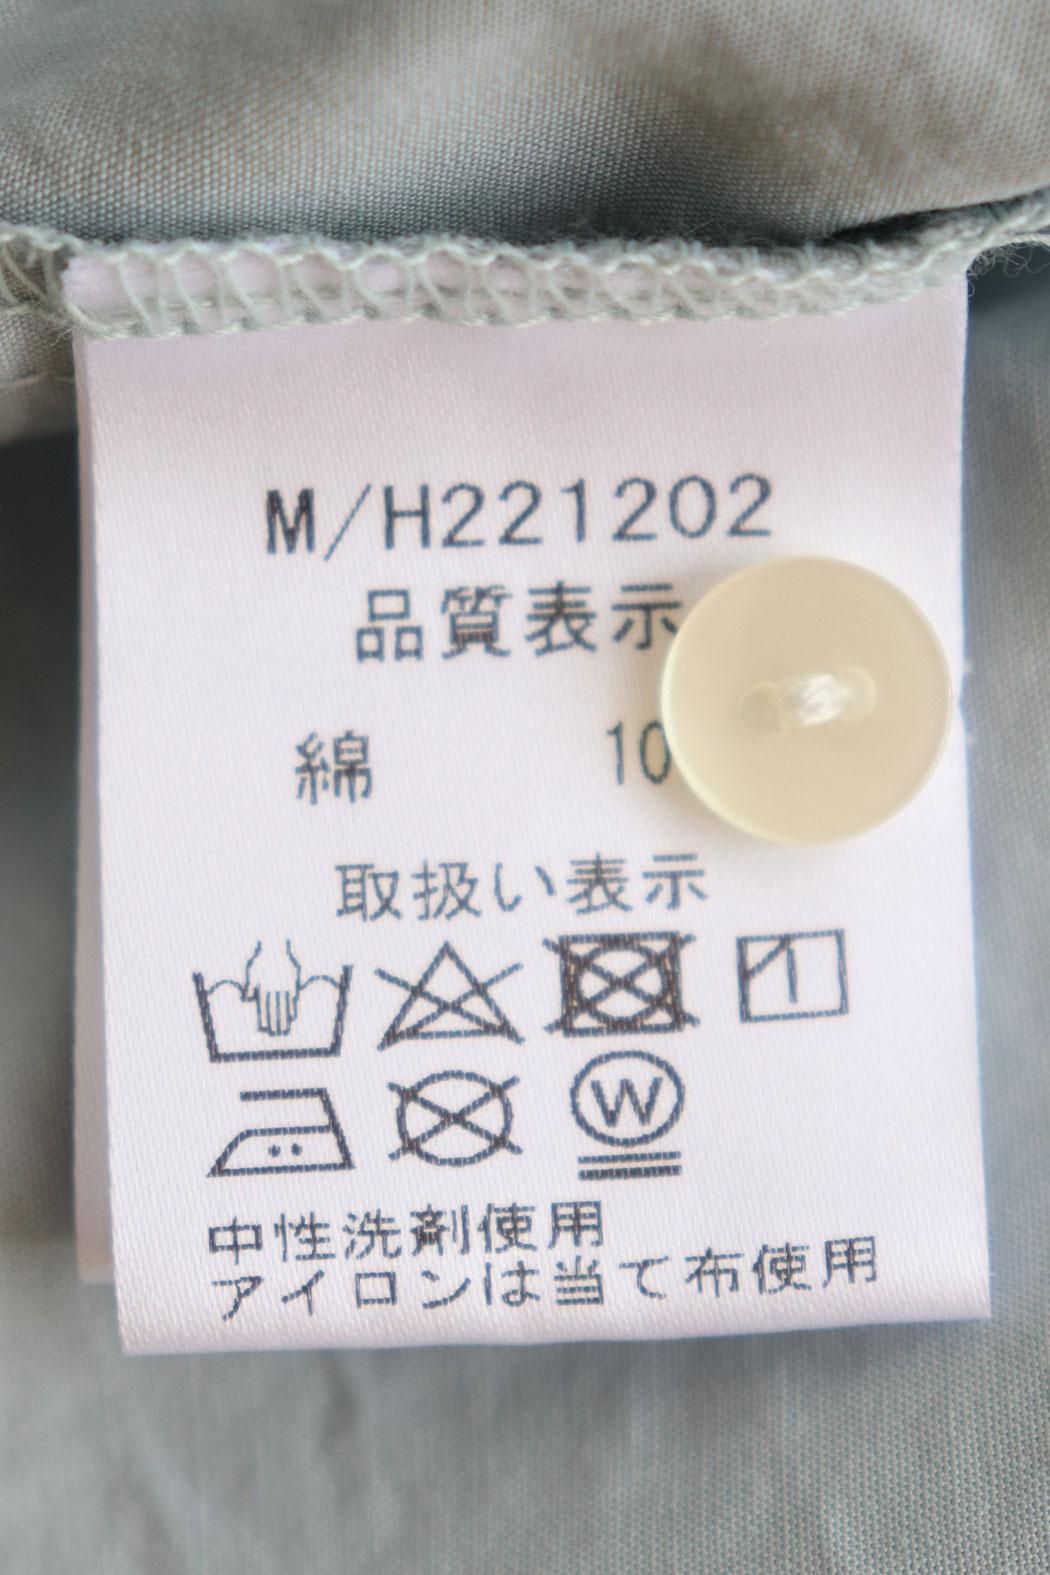 M/H221202
品質表示
綿 10
取扱い表示
W
中性洗剤使用
アイロンは当て布使用